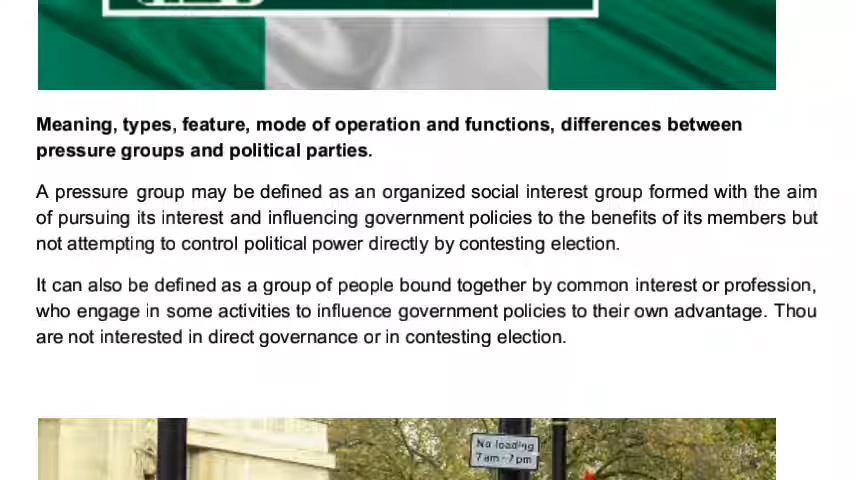 Meaning, types, feature, mode of operation and functions, differences between
pressure groups and political parties.
A pressure group may be defined as an organized social interest group formed with the aim
of pursuing its interest and influencing government policies to the benefits of its members but
not attempting to control political power directly by contesting election.
It can also be defined as a group of people bound together by common interest or profession,
who engage in some activities to influence government policies to their own advantage. Thou
are not interested in direct governance or in contesting election.
No loading
7am-7pm